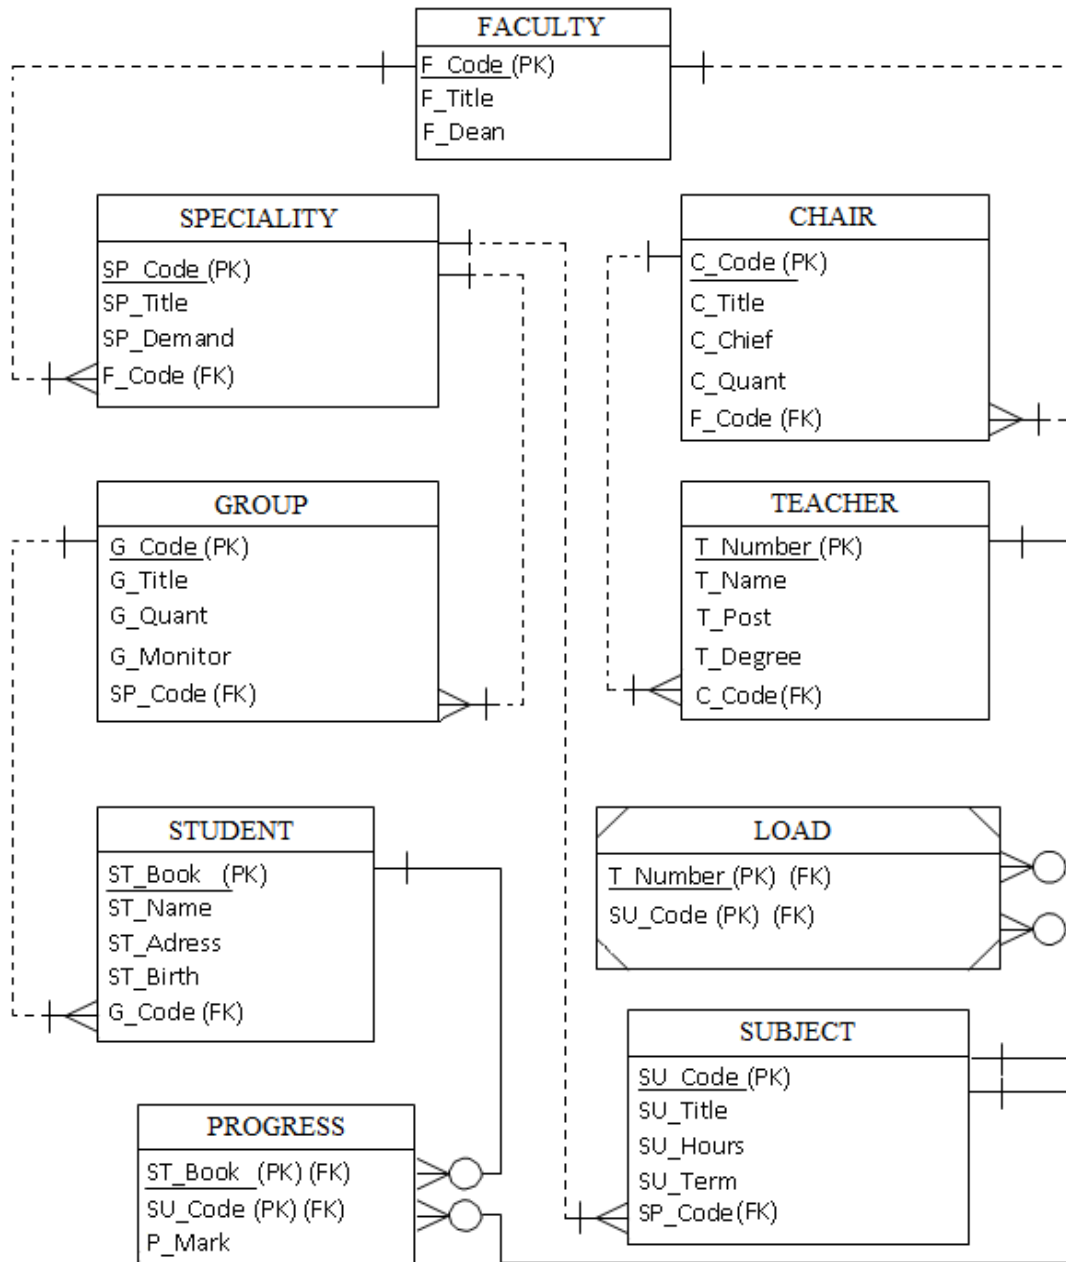 FACULTY
F_Code (PK)
F_Title
F_Dean
SPECIALITY
SP_Code (PK)
SP_Title
SP_Demand
F_Code (FK)
CHAIR
C_Code (PK)
C_Title
C_Chief
C_Quant
F_Code (FK)
GROUP
G_Code (PK)
G_Title
G_Quant
G_Monitor
SP_Code (FK)
TEACHER
T_Number (PK)
T_Name
T_Post
T_Degree
C_Code (FK)
STUDENT
ST_Book (PK)
ST_Name
ST_Adress
ST_Birth
G_Code (FK)
LOAD
T_Number (PK) (FK)
SU_Code (PK) (FK)
SUBJECT
SU_Code (PK)
SU_Title
SU_Hours
SU_Term
SP_Code (FK)
PROGRESS
ST_Book (PK) (FK)
SU_Code (PK) (FK)
P_Mark